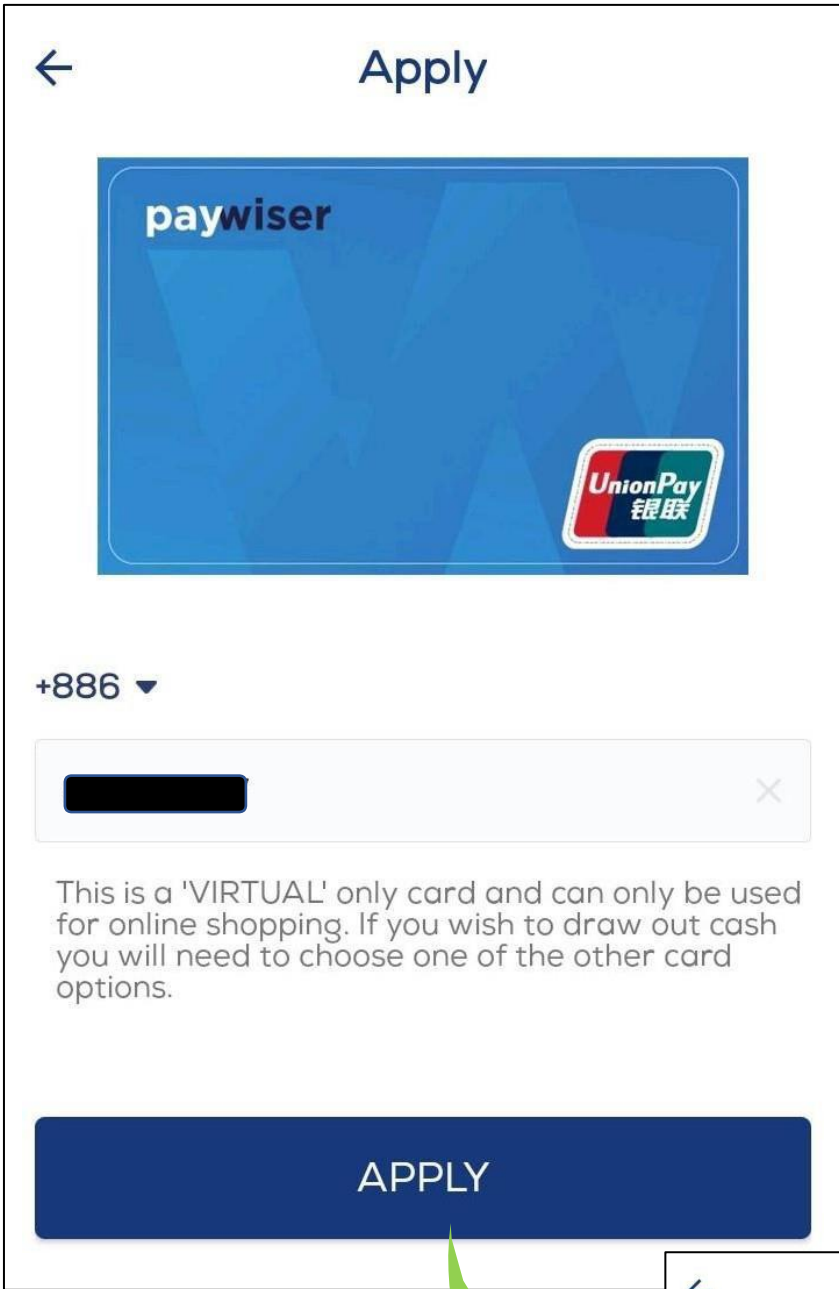 Apply
paywiser
UnionPay
银联
+886
This is a 'VIRTUAL' only card and can only be used
for online shopping. If you wish to draw out cash
you will need to choose one of the other card
options.
APPLY